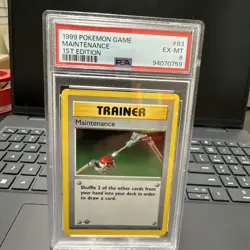 1999 POKEMON GAME #83
MAINTENANCE EX-MT
1ST EDITION 6
PSA 94070759
TRAINER
Maintenance
Shuffle 2 of the other cards from
your hand into your deck in order
to draw a card.